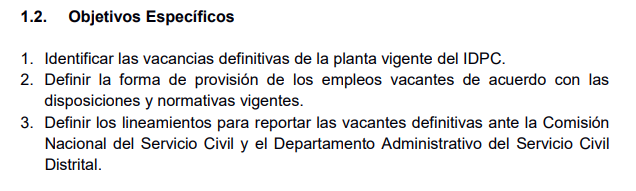 1.2. Objetivos Específicos
1. Identificar las vacancias definitivas de la planta vigente del IDPC.
2. Definir la forma de provisión de los empleos vacantes de acuerdo con las
disposiciones y normativas vigentes.
3. Definir los lineamientos para reportar las vacantes definitivas ante la Comisión
Nacional del Servicio Civil y el Departamento Administrativo del Servicio Civil
Distrital.